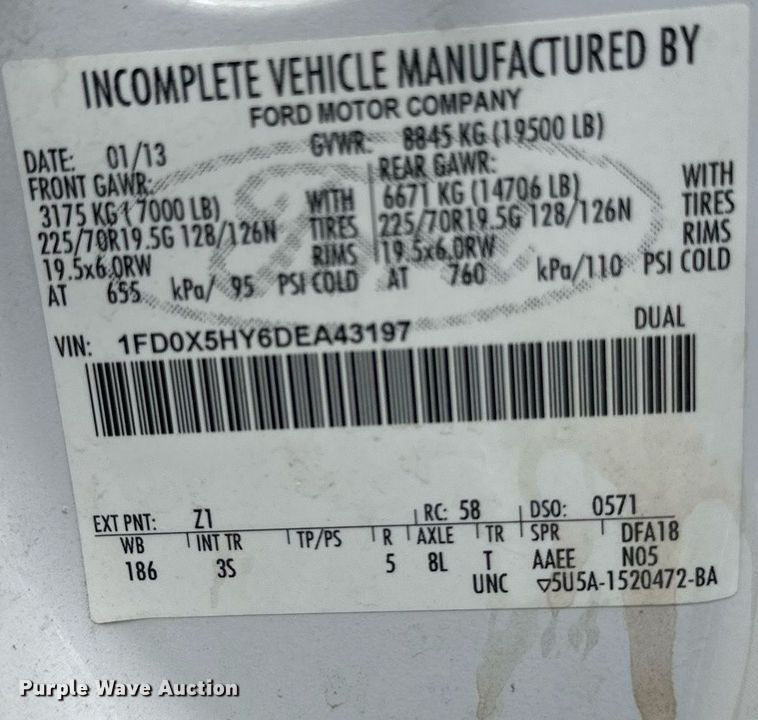 INCOMPLETE VEHICLE MANUFACTURED BY
FORD MOTOR COMPANY
DATE: 01/13 GVWR: 8845 KG (19500 LB)
FRONT GAWR: REAR GAWR:
3175 KG (7000 LB) WITH 6671 KG (14706 LB) WITH
225/70R19.5G 128/126N TIRES 225/70R19.5G 128/126N TIRES
19.5x6.0RW RIMS 19.5x6.0RW RIMS
AT 655 kPa/ 95 PSI COLD AT 760 kPa/110 PSI COLD
VIN: 1FD0X5HY6DEA43197 DUAL
EXT PNT: Z1 RC: 58 DSO: 0571
WB INT TR TP/PS R AXLE TR SPR DFA18
186 3S 5 8L T AAEE N05
UNC ▽5U5A-1520472-BA
Purple Wave Auction